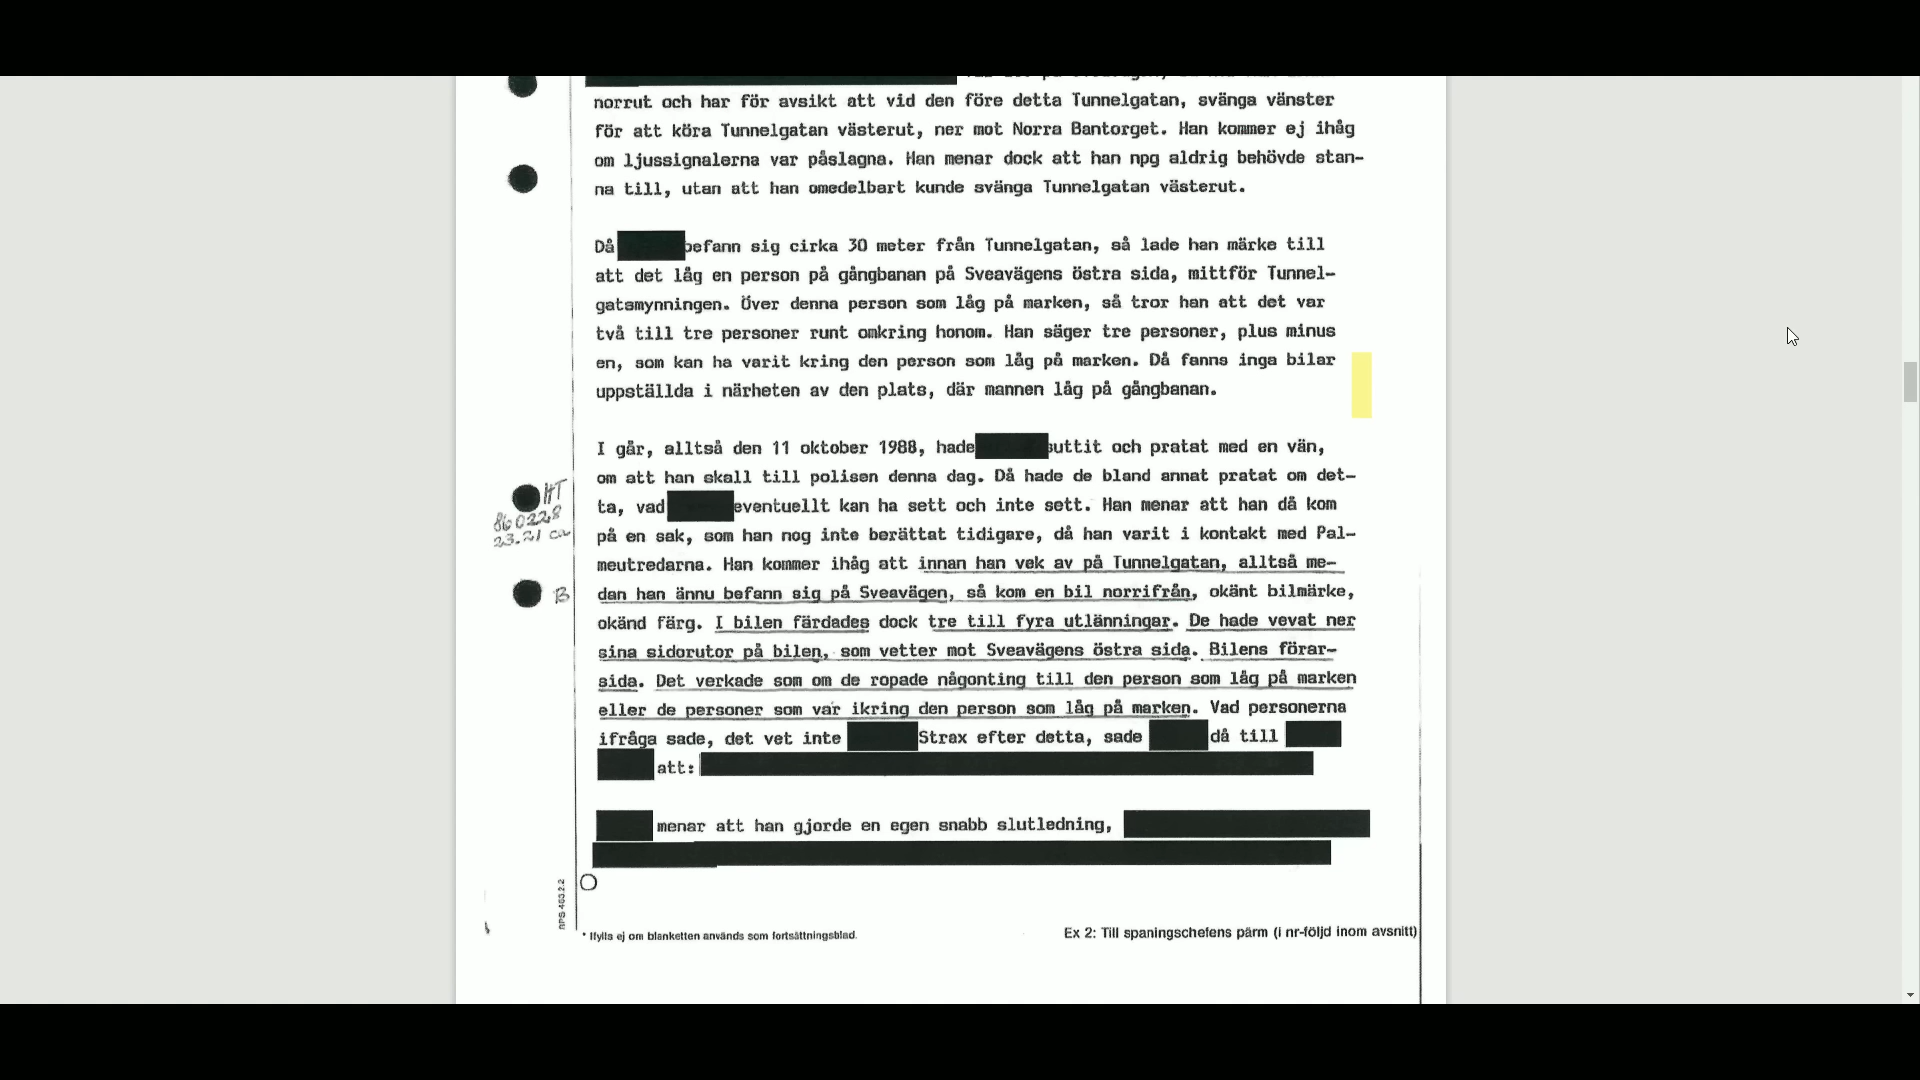 norrut och har för avsikt att vid den före detta Tunnelgatan, svänga vänster
för att köra Tunnelgatan västerut, ner mot Norra Bantorget. Han kommer ej ihåg
om ljussignalerna var påslagna. Han menar dock att han npg aldrig behövde stan-
na till, utan att han omedelbart kunde svänga Tunnelgatan västerut.
Då befann sig cirka 30 meter från Tunnelgatan, så lade han märke till
att det låg en person på gångbanan på Sveavägens östra sida, mittför Tunnel-
gatsmynningen. Över denna person som låg på marken, så tror han att det var
två till tre personer runt omkring honom. Han säger tre personer, plus minus
en, som kan ha varit kring den person som låg på marken. Då fanns inga bilar
uppställda i närheten av den plats, där mannen låg på gångbanan.
I går, alltså den 11 oktober 1988, hade suttit och pratat med en vän,
om att han skall till polisen denna dag. Då hade de bland annat pratat om det-
ta, vad eventuellt kan ha sett och inte sett. Han menar att han då kom
på en sak, som han nog inte berättat tidigare, då han varit i kontakt med Pal-
meutredarna. Han kommer ihåg att innan han vek av på Tunnelgatan, alltså me-
dan han ännu befann sig på Sveavägen, så kom en bil norrifrån, okänt bilmärke,
okänd färg. I bilen färdades dock tre till fyra utlänningar. De hade vevat ner
sina sidorutor på bilen, som vetter mot Sveavägens östra sida. Bilens förar-
sida. Det verkade som om de ropade någonting till den person som låg på marken
eller de personer som var ikring den person som låg på marken. Vad personerna
ifråga sade, det vet inte Strax efter detta, sade då till
att:
menar att han gjorde en egen snabb slutledning,
HT
860228
23.21 ca
B
RPS 463.2.2
* Ifylls ej om blanketten används som fortsättningsblad.
Ex 2: Till spaningschefens pärm (i nr-följd inom avsnitt)